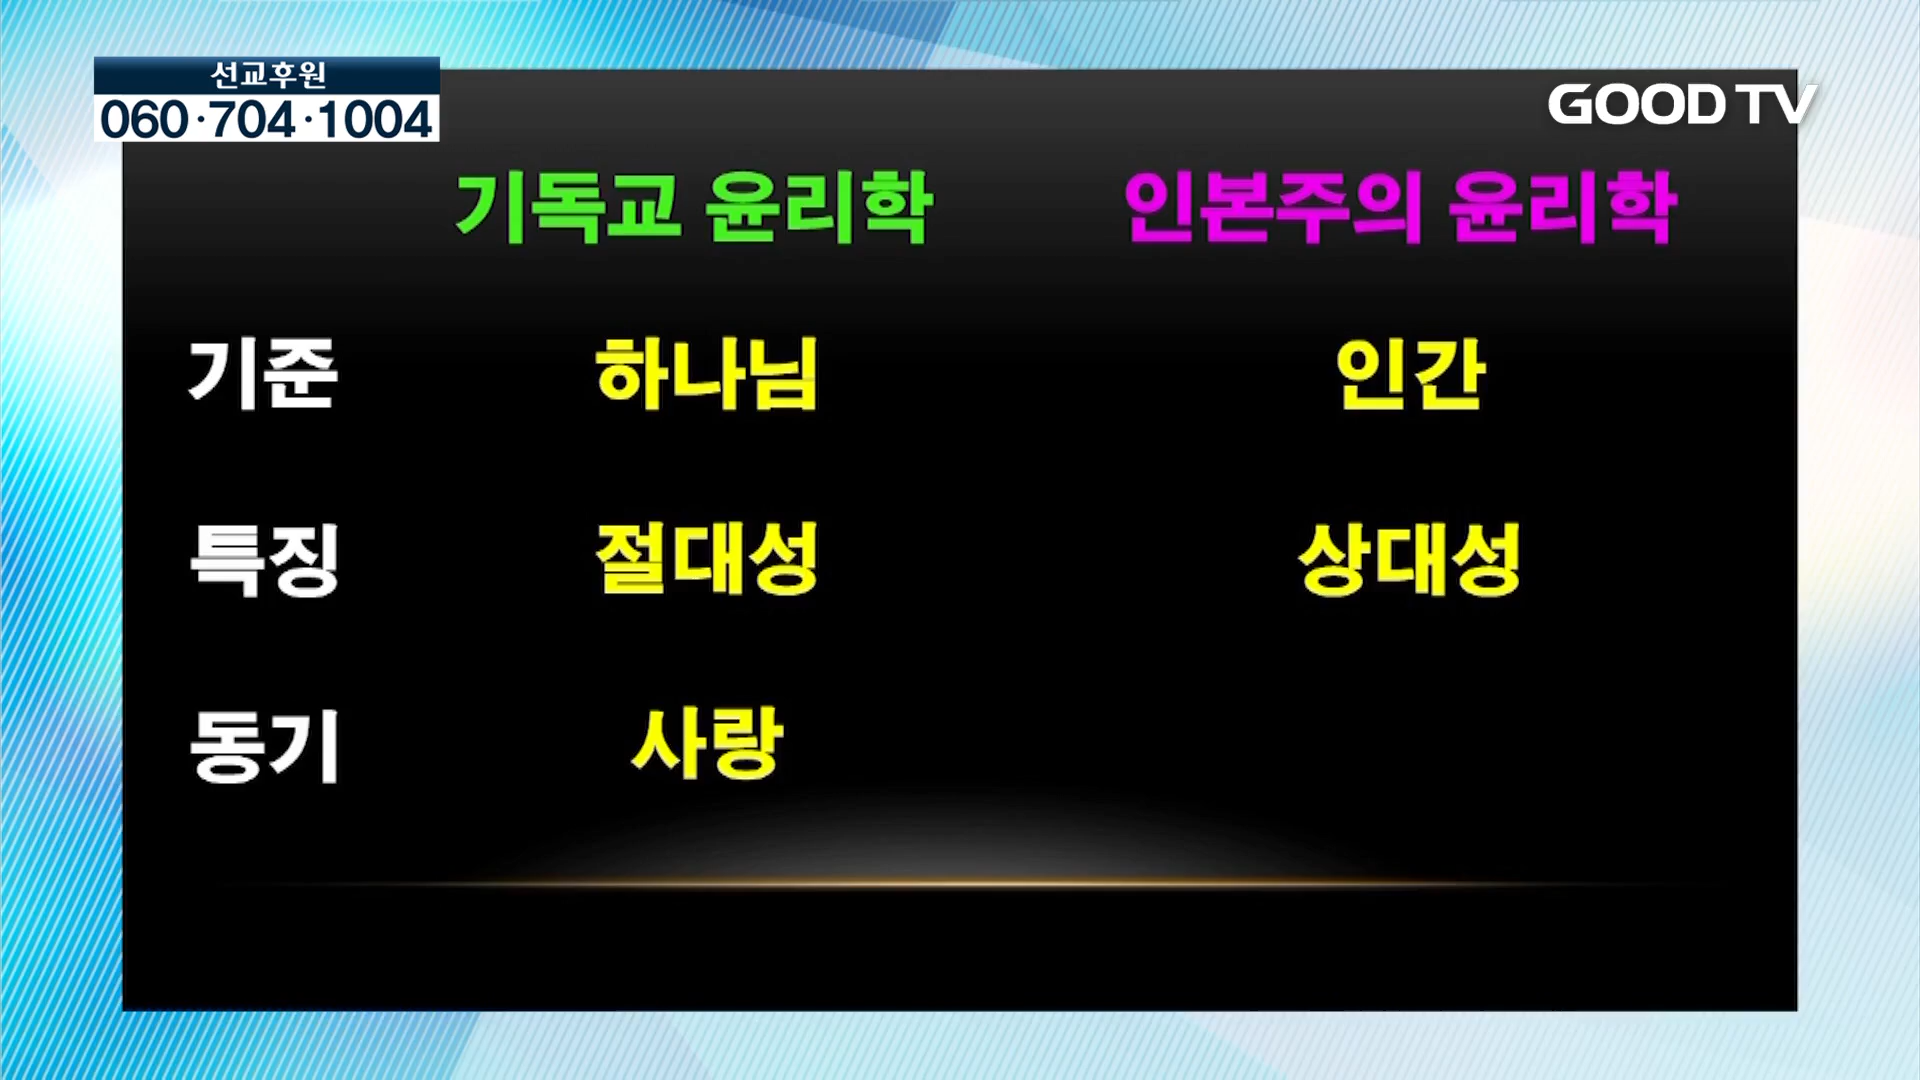 선교후원
060·704·1004
GOOD TV
기독교 윤리학 인본주의 윤리학
기준 하나님 인간
특징 절대성 상대성
동기 사랑